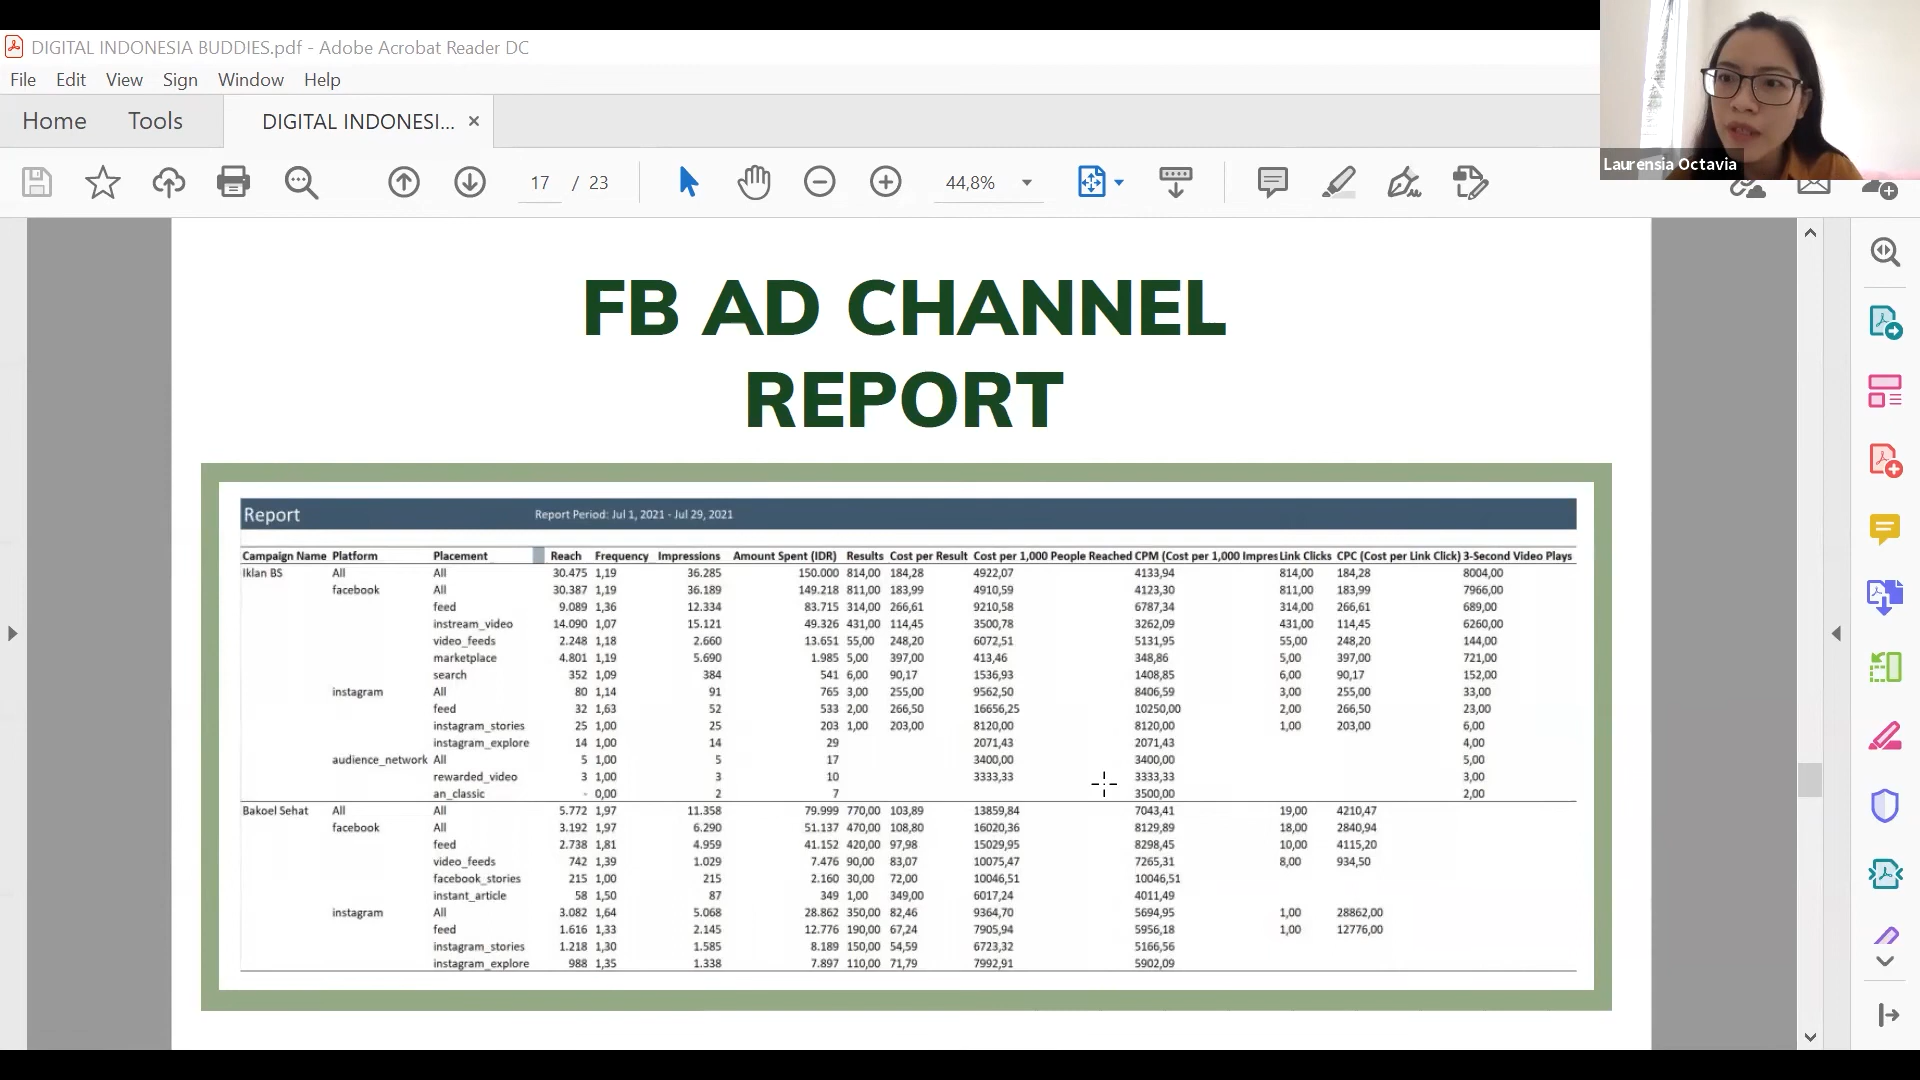 DIGITAL INDONESIA BUDDIES.pdf - Adobe Acrobat Reader DC
File Edit View Sign Window Help
Home Tools DIGITAL INDONESI... ×
17 / 23 44,8%
Laurensia Octavia
FB AD CHANNEL
REPORT
Report Report Period: Jul 1, 2021 - Jul 29, 2021
Campaign Name Platform Placement Reach Frequency Impressions Amount Spent (IDR) Results Cost per Result Cost per 1,000 People Reached CPM (Cost per 1,000 Impres Link Clicks CPC (Cost per Link Click) 3-Second Video Plays
Iklan BS All All 30.475 1,19 36.285 150.000 814,00 184,28 4922,07 4133,94 814,00 184,28 8004,00
facebook All 30.387 1,19 36.189 149.218 811,00 183,99 4910,59 4123,30 811,00 183,99 7966,00
feed 9.089 1,36 12.334 83.715 314,00 266,61 9210,58 6787,34 314,00 266,61 689,00
instream_video 14.090 1,07 15.121 49.326 431,00 114,45 3500,78 3262,09 431,00 114,45 6260,00
video_feeds 2.248 1,18 2.660 13.651 55,00 248,20 6072,51 5131,95 55,00 248,20 144,00
marketplace 4.801 1,19 5.690 1.985 5,00 397,00 413,46 348,86 5,00 397,00 721,00
search 352 1,09 384 541 6,00 90,17 1536,93 1408,85 6,00 90,17 152,00
instagram All 80 1,14 91 765 3,00 255,00 9562,50 8406,59 3,00 255,00 33,00
feed 32 1,63 52 533 2,00 266,50 16656,25 10250,00 2,00 266,50 23,00
instagram_stories 25 1,00 25 203 1,00 203,00 8120,00 8120,00 1,00 203,00 6,00
instagram_explore 14 1,00 14 29 2071,43 2071,43 4,00
audience_network All 5 1,00 5 17 3400,00 3400,00 5,00
rewarded_video 3 1,00 3 10 3333,33 3333,33 3,00
an_classic - 0,00 2 7 3500,00 2,00
Bakoel Sehat All All 5.772 1,97 11.358 79.999 770,00 103,89 13859,84 7043,41 19,00 4210,47
facebook All 3.192 1,97 6.290 51.137 470,00 108,80 16020,36 8129,89 18,00 2840,94
feed 2.738 1,81 4.959 41.152 420,00 97,98 15029,95 8298,45 10,00 4115,20
video_feeds 742 1,39 1.029 7.476 90,00 83,07 10075,47 7265,31 8,00 934,50
facebook_stories 215 1,00 215 2.160 30,00 72,00 10046,51 10046,51
instant_article 58 1,50 87 349 1,00 349,00 6017,24 4011,49
instagram All 3.082 1,64 5.068 28.862 350,00 82,46 9364,70 5694,95 1,00 28862,00
feed 1.616 1,33 2.145 12.776 190,00 67,24 7905,94 5956,18 1,00 12776,00
instagram_stories 1.218 1,30 1.585 8.189 150,00 54,59 6723,32 5166,56
instagram_explore 988 1,35 1.338 7.897 110,00 71,79 7992,91 5902,09